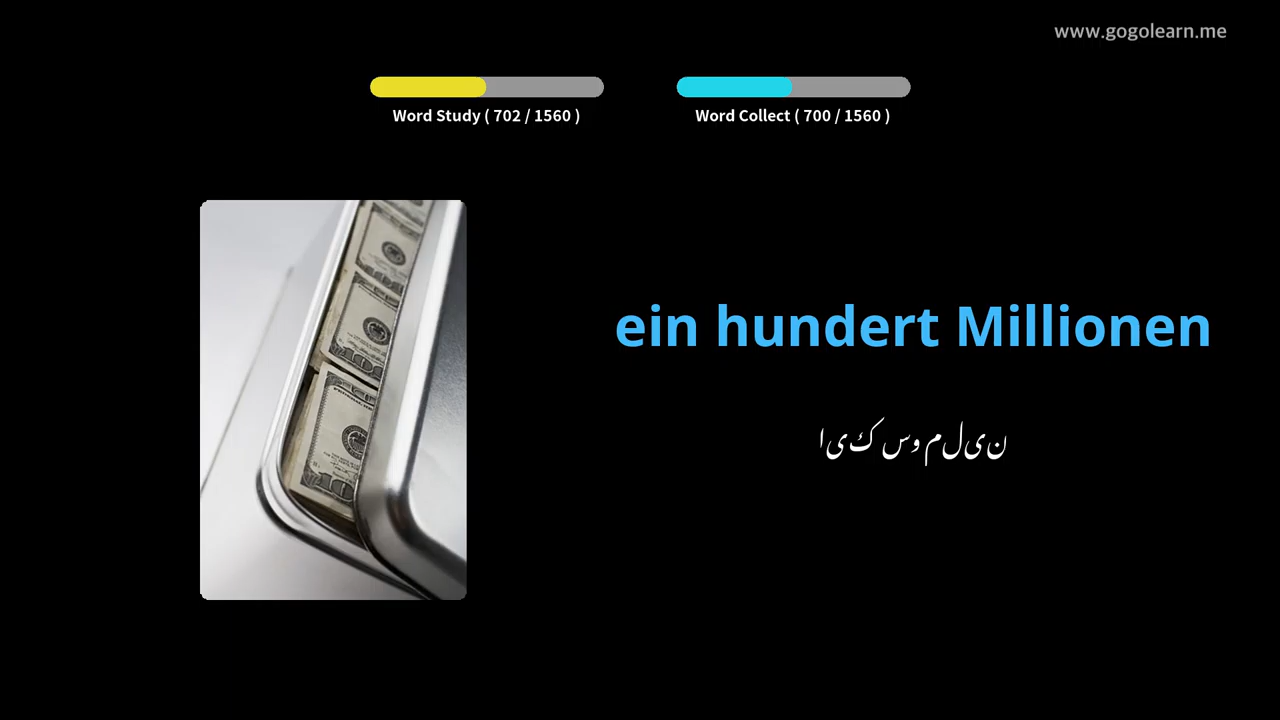 www.gogolearn.me
Word Study ( 702 / 1560 )
Word Collect ( 700 / 1560 )
ein hundert Millionen
ایک سو ملین